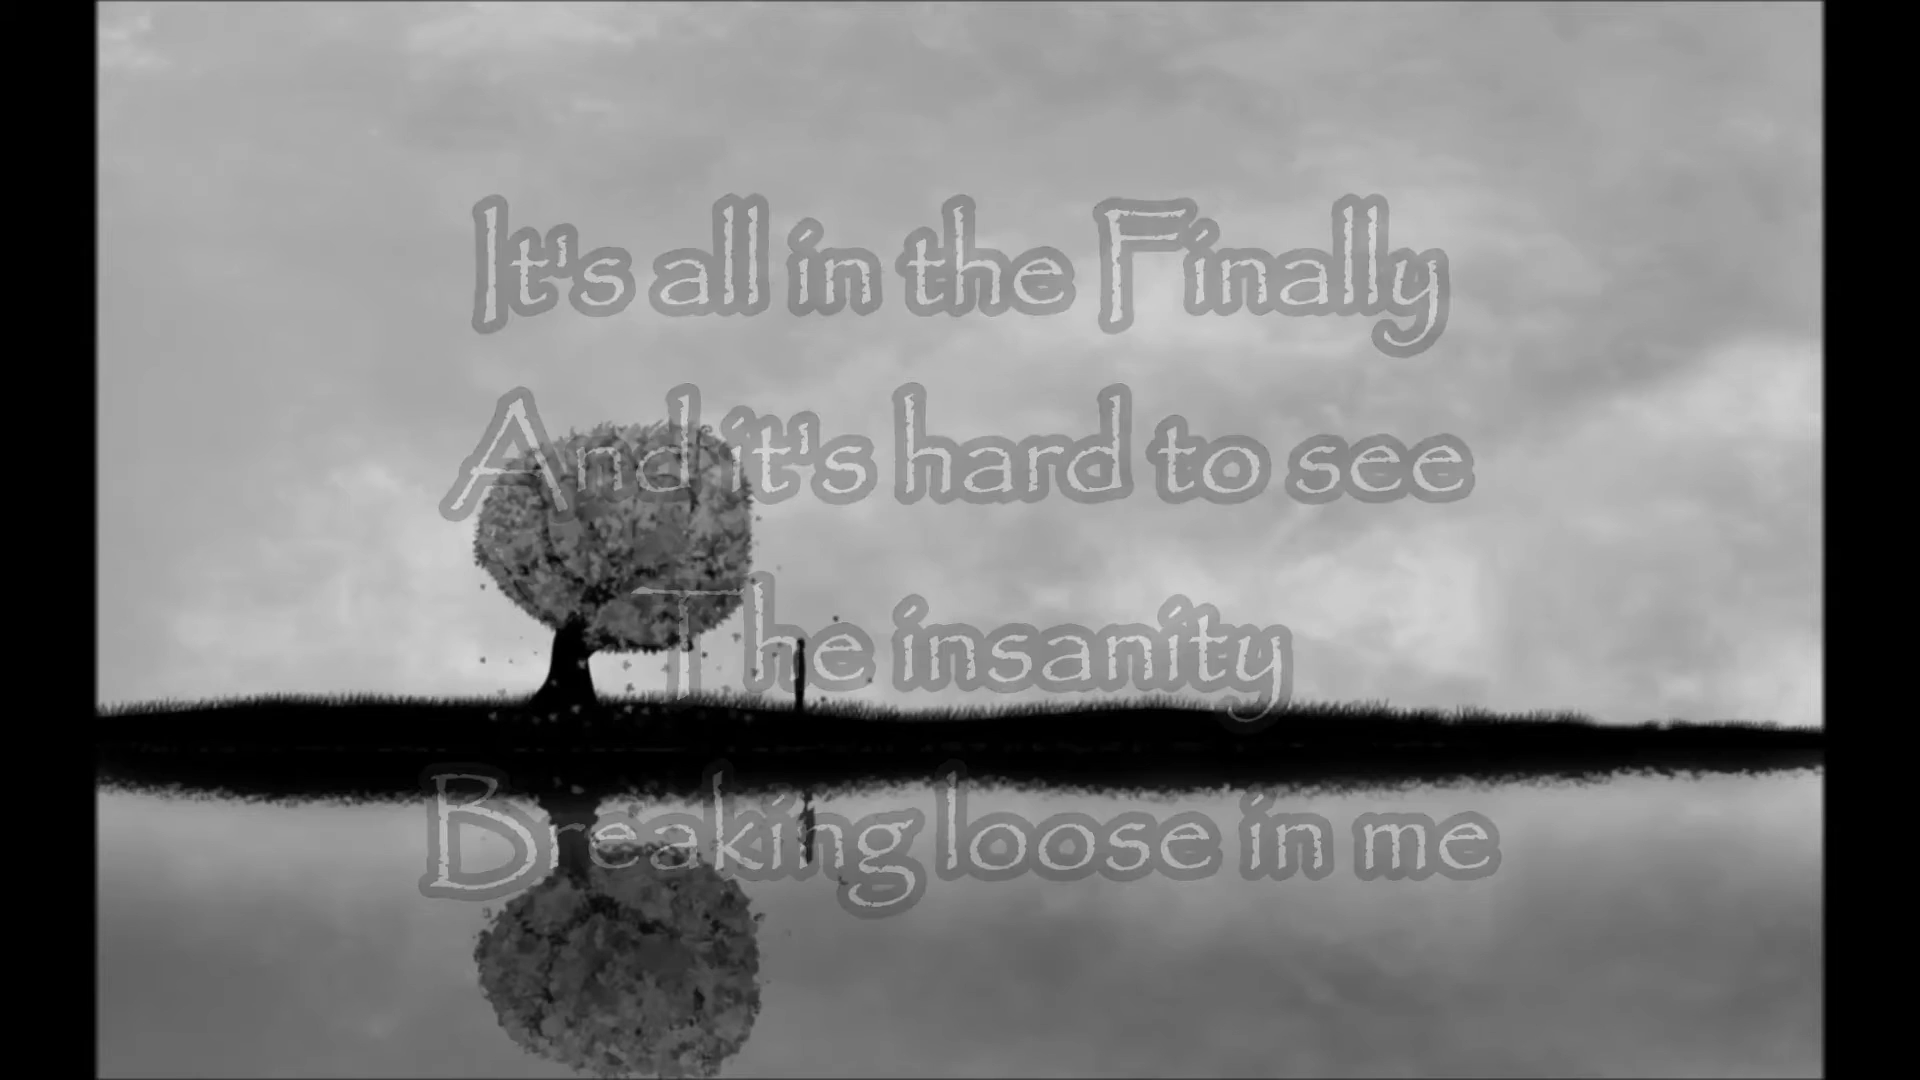 It's all in the Finally
And it's hard to see
The insanity
Breaking loose in me